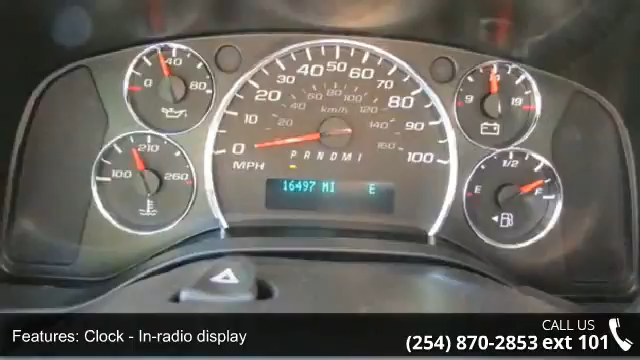 40
0 80
210
100 260
0 10 20 30 40 50 60 70 80 90 100 100
20 40 60 80 100 120 140 160
km/h
MPH
P R N D M I
16497 MI E
14
9 19
1/2
E F
Features: Clock - In-radio display
CALL US
(254) 870-2853 ext 101